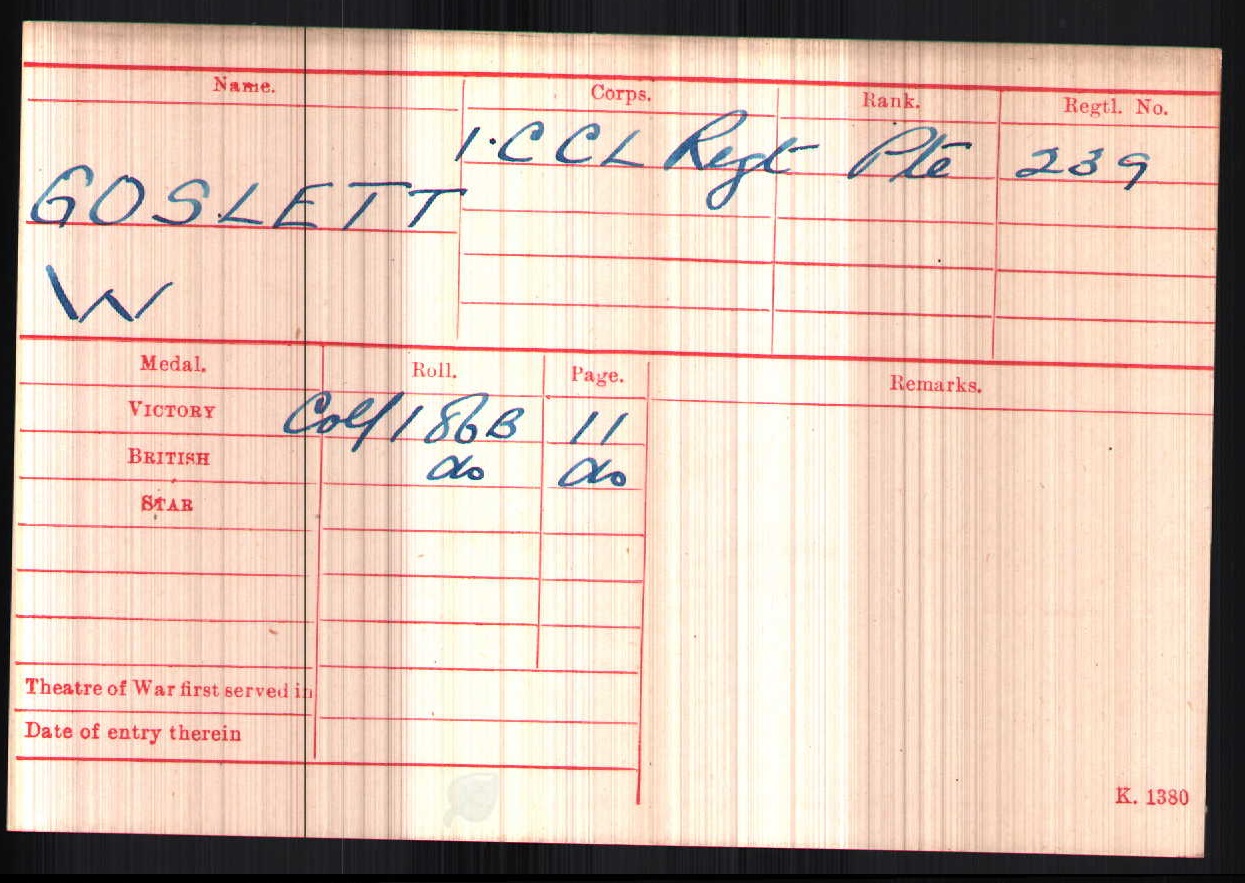 Name. Corps. Rank. Regtl. No.
1.CCL Regt Pte 239
GOSLETT
W
Medal. Roll. Page. Remarks.
VICTORY Col/186B 11
BRITISH do do
STAR
Theatre of War first served in
Date of entry therein
K. 1380